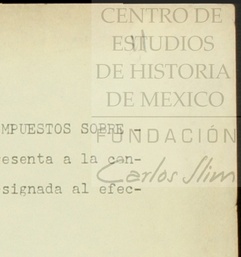 CENTRO DE
ESTUDIOS
DE HISTORIA
DE MEXICO
MPUESTOS SOBRE -
FUNDACIÓN
esenta a la con-
Carlos Slim
signada al efec-